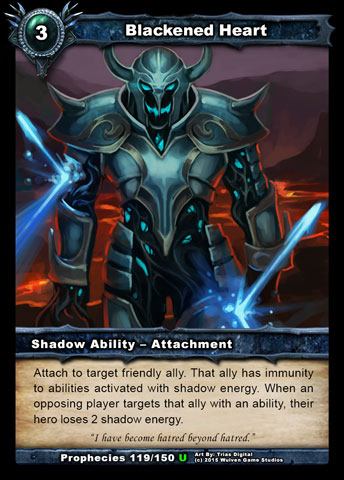 3
Blackened Heart
Shadow Ability – Attachment
Attach to target friendly ally. That ally has immunity
to abilities activated with shadow energy. When an
opposing player targets that ally with an ability, their
hero loses 2 shadow energy.
"I have become hatred beyond hatred."
Prophecies 119/150 U
Art By: Trias Digital
(c) 2015 Wulven Game Studios